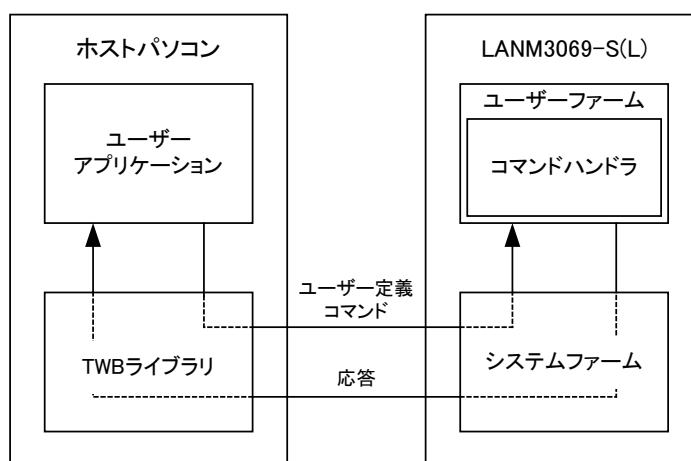 ホストパソコン
ユーザー
アプリケーション
TWBライブラリ
ユーザー定義
コマンド
応答
LANM3069-S(L)
ユーザーファーム
コマンドハンドラ
システムファーム